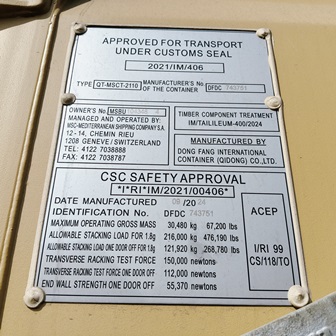 APPROVED FOR TRANSPORT
UNDER CUSTOMS SEAL
2021/IM/406
TYPE QT-MSCT-2110 MANUFACTURER'S No OF THE CONTAINER DFDC 743751
OWNER'S No MSBU
MANAGED AND OPERATED BY:
MSC-MEDITERRANEAN SHIPPING COMPANY S.A.
12 - 14, CHEMIN RIEU
1208 GENEVE / SWITZERLAND
TEL: 4122 7038888
FAX: 4122 7038787
TIMBER COMPONENT TREATMENT
IM/TAILILEUM-400/2024
MANUFACTURED BY
DONG FANG INTERNATIONAL
CONTAINER (QIDONG) CO.,LTD.
CSC SAFETY APPROVAL
*I*RI*IM/2021/00406*
DATE MANUFACTURED 09 /20 24
IDENTIFICATION No. DFDC 743751
MAXIMUM OPERATING GROSS MASS 30,480 kg 67,200 lbs
ALLOWABLE STACKING LOAD FOR 1.8g 216,000 kg 476,190 lbs
ALLOWABLE STACKING ONE DOOR OFF FOR 1.8g 121,920 kg 268,780 lbs
TRANSVERSE RACKING TEST FORCE 150,000 newtons
TRANSVERSE RACKING TEST FORCE ONE DOOR OFF 112,000 newtons
END WALL STRENGTH ONE DOOR OFF 55,370 newtons
ACEP
I/RI 99
CS/118/TO